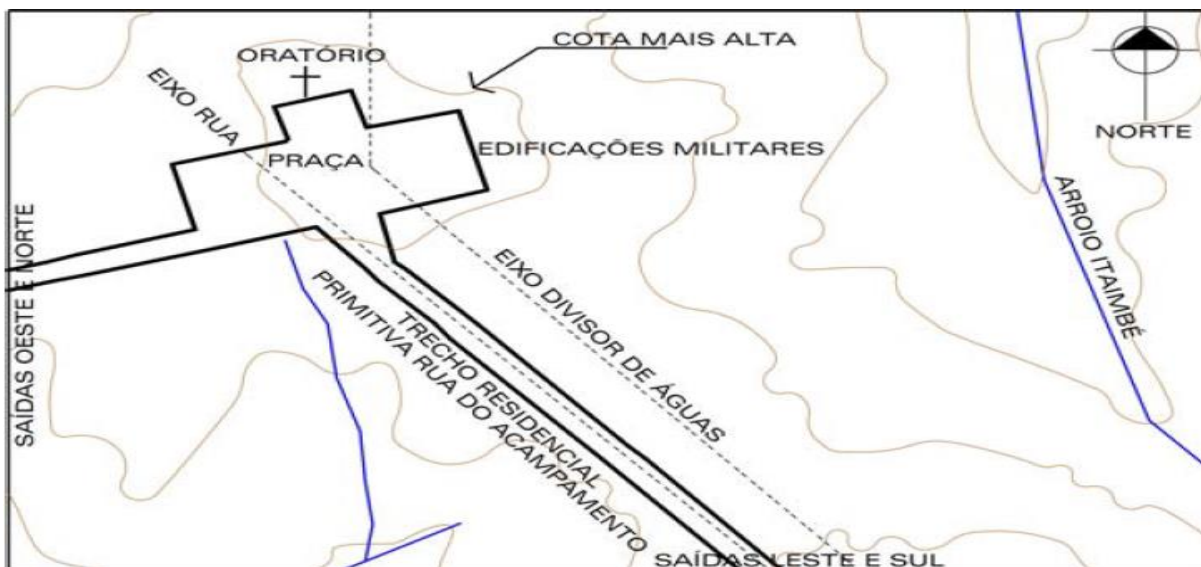 COTA MAIS ALTA
ORATÓRIO
EIXO RUA
NORTE
PRAÇA
EDIFICAÇÕES MILITARES
ARROIO ITAIMBÉ
SAÍDAS OESTE E NORTE
EIXO DIVISOR DE ÁGUAS
TRECHO RESIDENCIAL
PRIMITIVA RUA DO ACAMPAMENTO
SAÍDAS LESTE E SUL